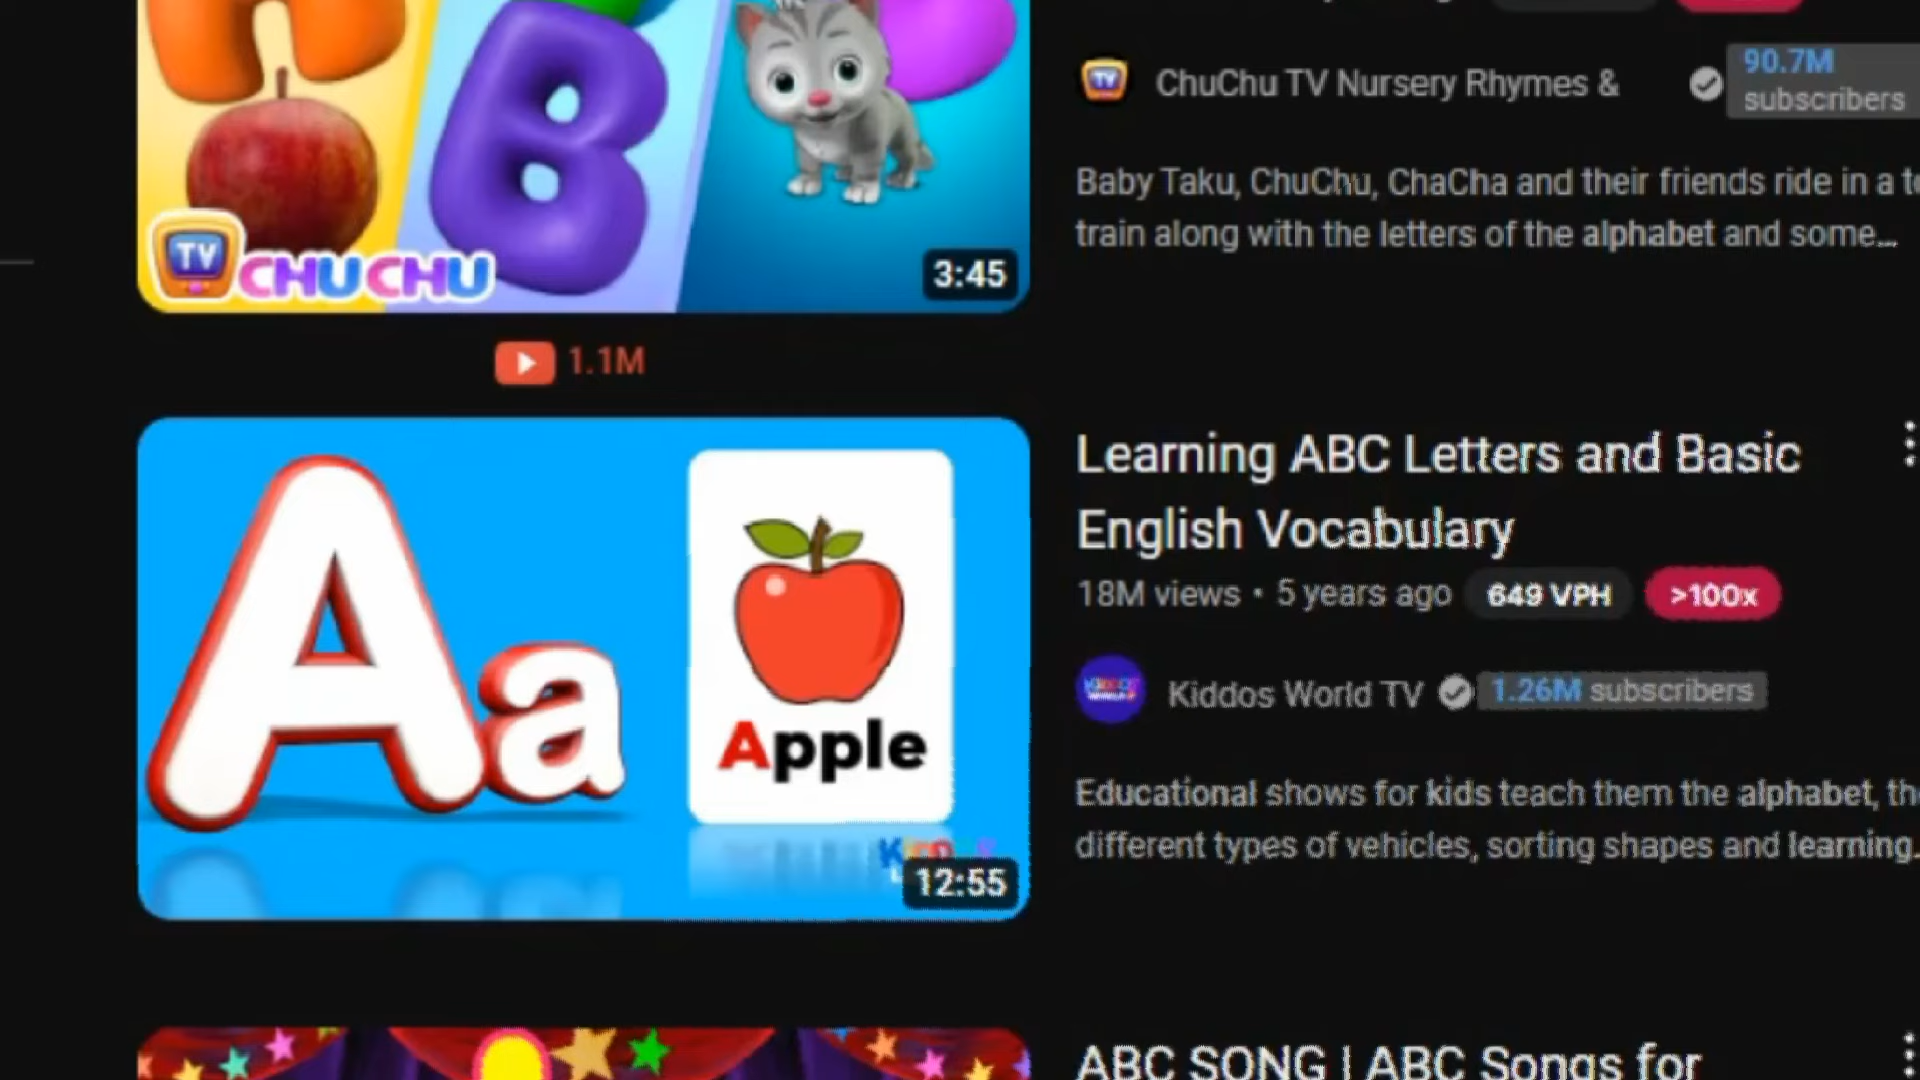 TV
CHUCHU
3:45
1.1M
TV
ChuChu TV Nursery Rhymes &
90.7M
subscribers
Baby Taku, ChuChu, ChaCha and their friends ride in a
train along with the letters of the alphabet and some...
Aa
Apple
12:55
Learning ABC Letters and Basic
English Vocabulary
18M views • 5 years ago 649 VPH >100x
Kiddos World TV 1.26M subscribers
Educational shows for kids teach them the alphabet,
different types of vehicles, sorting shapes and learning
ABC SONG | ABC Songs for